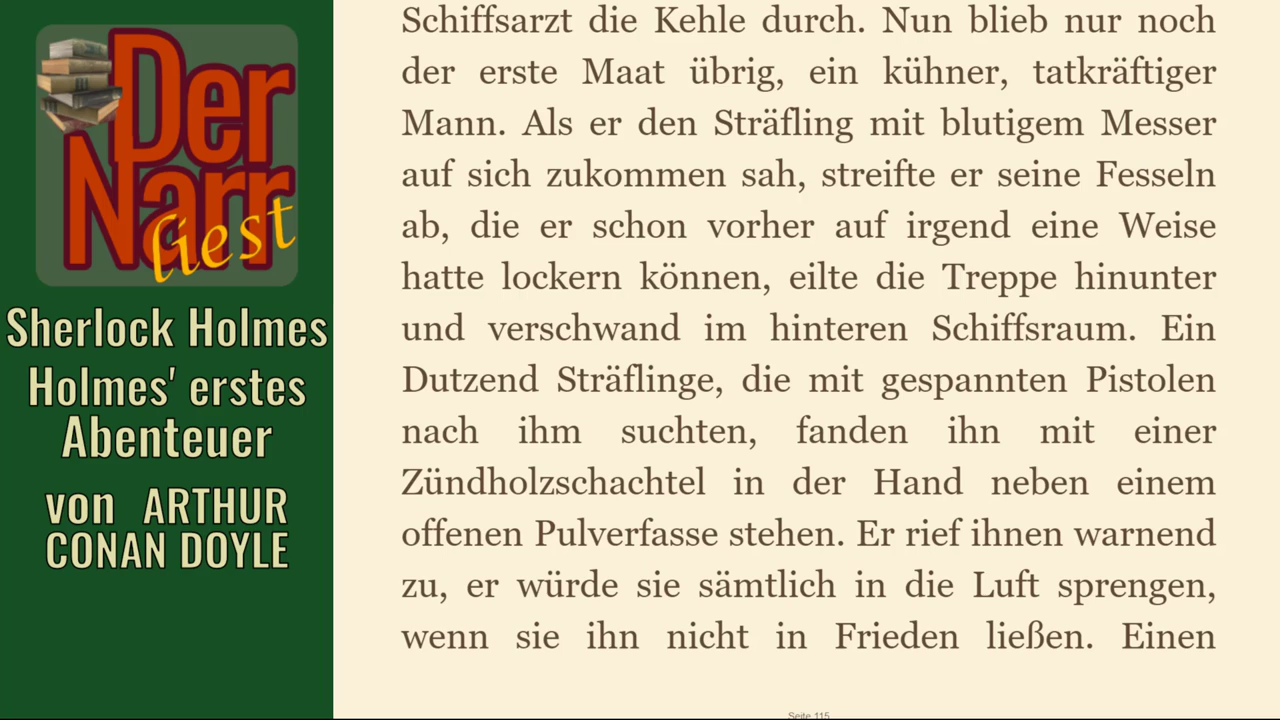 Der
Narr
liest
Sherlock Holmes
Holmes' erstes
Abenteuer
von ARTHUR
CONAN DOYLE
Schiffsarzt die Kehle durch. Nun blieb nur noch
der erste Maat übrig, ein kühner, tatkräftiger
Mann. Als er den Sträfling mit blutigem Messer
auf sich zukommen sah, streifte er seine Fesseln
ab, die er schon vorher auf irgend eine Weise
hatte lockern können, eilte die Treppe hinunter
und verschwand im hinteren Schiffsraum. Ein
Dutzend Sträflinge, die mit gespannten Pistolen
nach ihm suchten, fanden ihn mit einer
Zündholzschachtel in der Hand neben einem
offenen Pulverfasse stehen. Er rief ihnen warnend
zu, er würde sie sämtlich in die Luft sprengen,
wenn sie ihn nicht in Frieden ließen. Einen
Seite 115